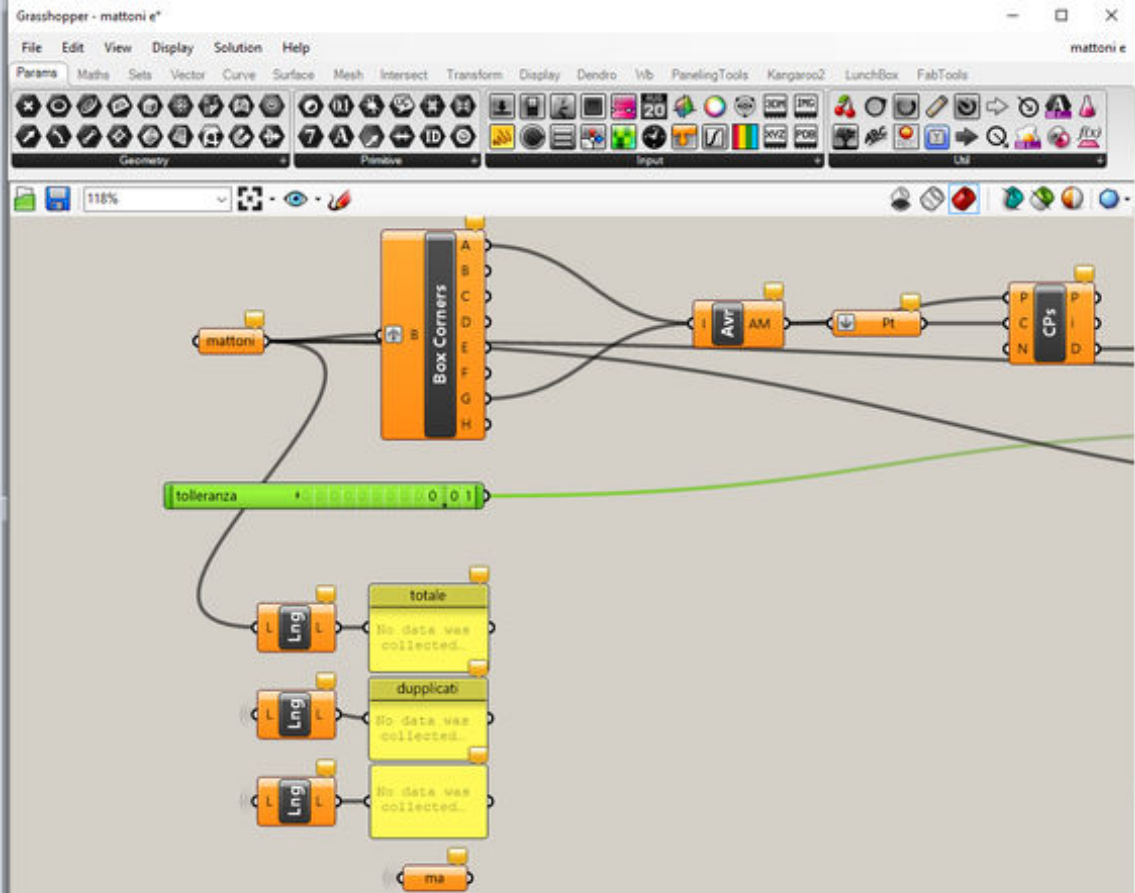 Grasshopper - mattoni e*
File Edit View Display Solution Help mattoni e
Params Maths Sets Vector Curve Surface Mesh Intersect Transform Display Dendro Wb PanelingTools Kangaroo2 LunchBox FabTools
Geometry Primitive Input Util
118%
mattoni
B
Box Corners
A
B
C
D
E
F
G
H
I Avr AM
Pt
CPs
P P
C i
N D
tolleranza 0.01
L Lng L
totale
No data was
collected…
L Lng L
dupplicati
No data was
collected…
L Lng L
No data was
collected…
ma